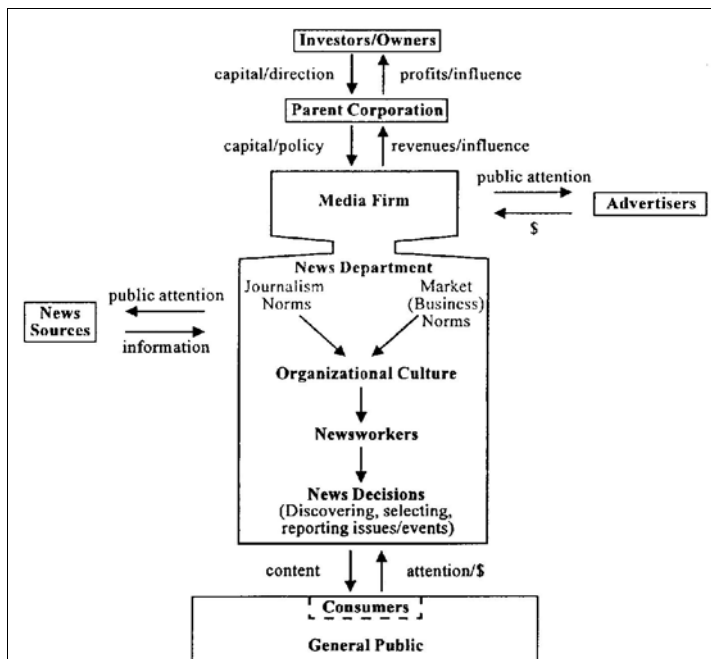 Investors/Owners
capital/direction
profits/influence
Parent Corporation
capital/policy
revenues/influence
Media Firm
public attention
Advertisers
$
News Department
Journalism
Norms
Market
(Business)
Norms
public attention
News
Sources
information
Organizational Culture
Newsworkers
News Decisions
(Discovering, selecting,
reporting issues/events)
content
attention/$
Consumers
General Public